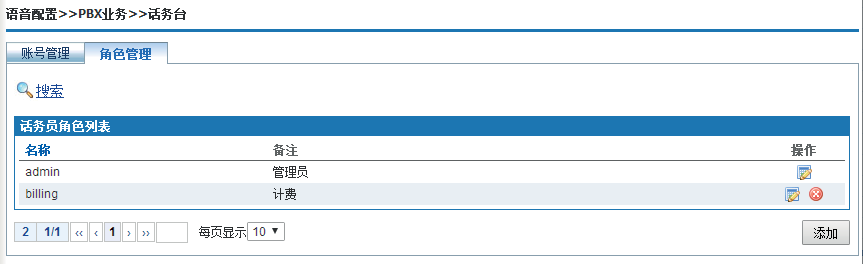 语音配置>>PBX业务>>话务台
账号管理 角色管理
搜索
话务员角色列表
名称 备注 操作
admin 管理员
billing 计费
2 1/1 ‹‹ ‹ 1 › ›› 每页显示 10 ▼ 添加